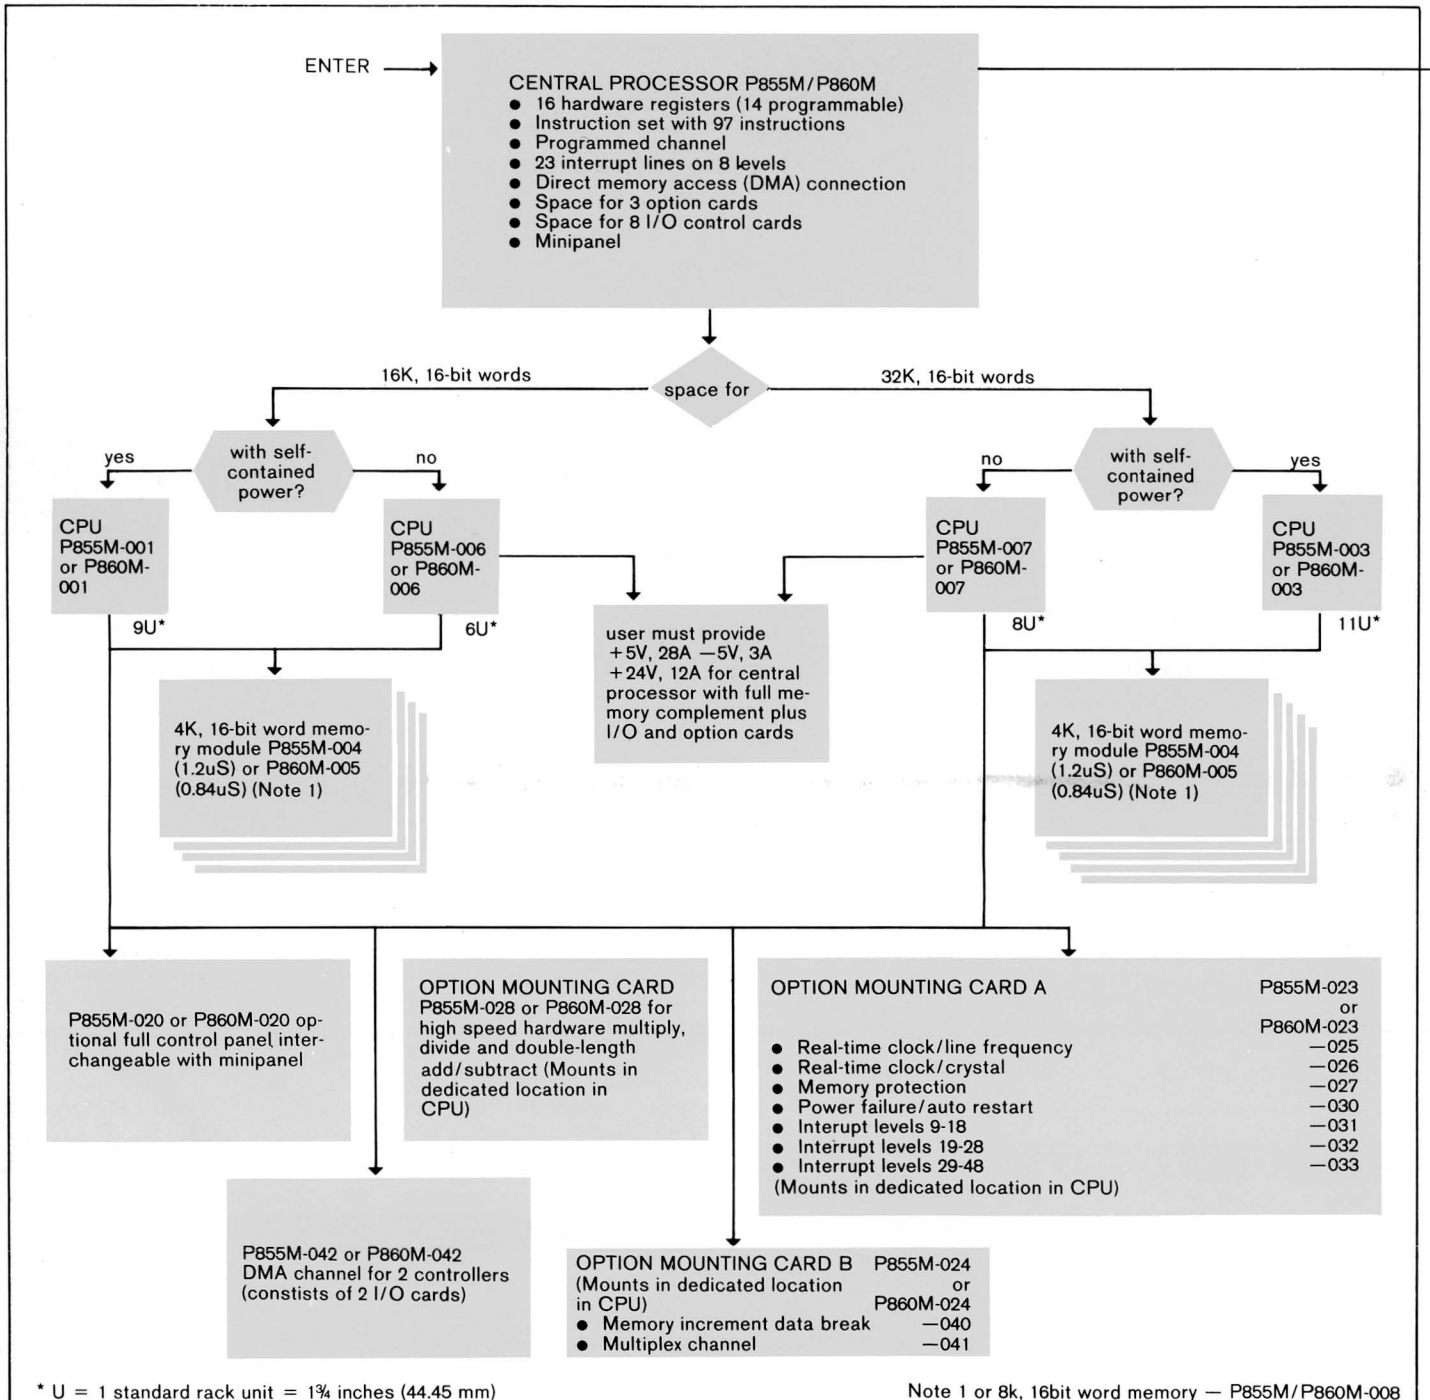 ENTER
CENTRAL PROCESSOR P855M/P860M
● 16 hardware registers (14 programmable)
● Instruction set with 97 instructions
● Programmed channel
● 23 interrupt lines on 8 levels
● Direct memory access (DMA) connection
● Space for 3 option cards
● Space for 8 I/O control cards
● Minipanel
16K, 16-bit words
space for
32K, 16-bit words
yes
with self-
contained
power?
no
no
with self-
contained
power?
yes
CPU
P855M-001
or P860M-
001
CPU
P855M-006
or P860M-
006
CPU
P855M-007
or P860M-
007
CPU
P855M-003
or P860M-
003
9U*
6U*
8U*
11U*
user must provide
+5V, 28A —5V, 3A
+24V, 12A for central
processor with full me-
mory complement plus
I/O and option cards
4K, 16-bit word memo-
ry module P855M-004
(1.2uS) or P860M-005
(0.84uS) (Note 1)
4K, 16-bit word memo-
ry module P855M-004
(1.2uS) or P860M-005
(0.84uS) (Note 1)
P855M-020 or P860M-020 op-
tional full control panel, inter-
changeable with minipanel
OPTION MOUNTING CARD
P855M-028 or P860M-028 for
high speed hardware multiply,
divide and double-length
add/subtract (Mounts in
dedicated location in
CPU)
OPTION MOUNTING CARD A P855M-023
or
P860M-023
● Real-time clock/line frequency —025
● Real-time clock/crystal —026
● Memory protection —027
● Power failure/auto restart —030
● Interupt levels 9-18 —031
● Interrupt levels 19-28 —032
● Interrupt levels 29-48 —033
(Mounts in dedicated location in CPU)
P855M-042 or P860M-042
DMA channel for 2 controllers
(constists of 2 I/O cards)
OPTION MOUNTING CARD B P855M-024
(Mounts in dedicated location or
in CPU) P860M-024
● Memory increment data break —040
● Multiplex channel —041
* U = 1 standard rack unit = 1¾ inches (44.45 mm)
Note 1 or 8k, 16bit word memory — P855M/P860M-008